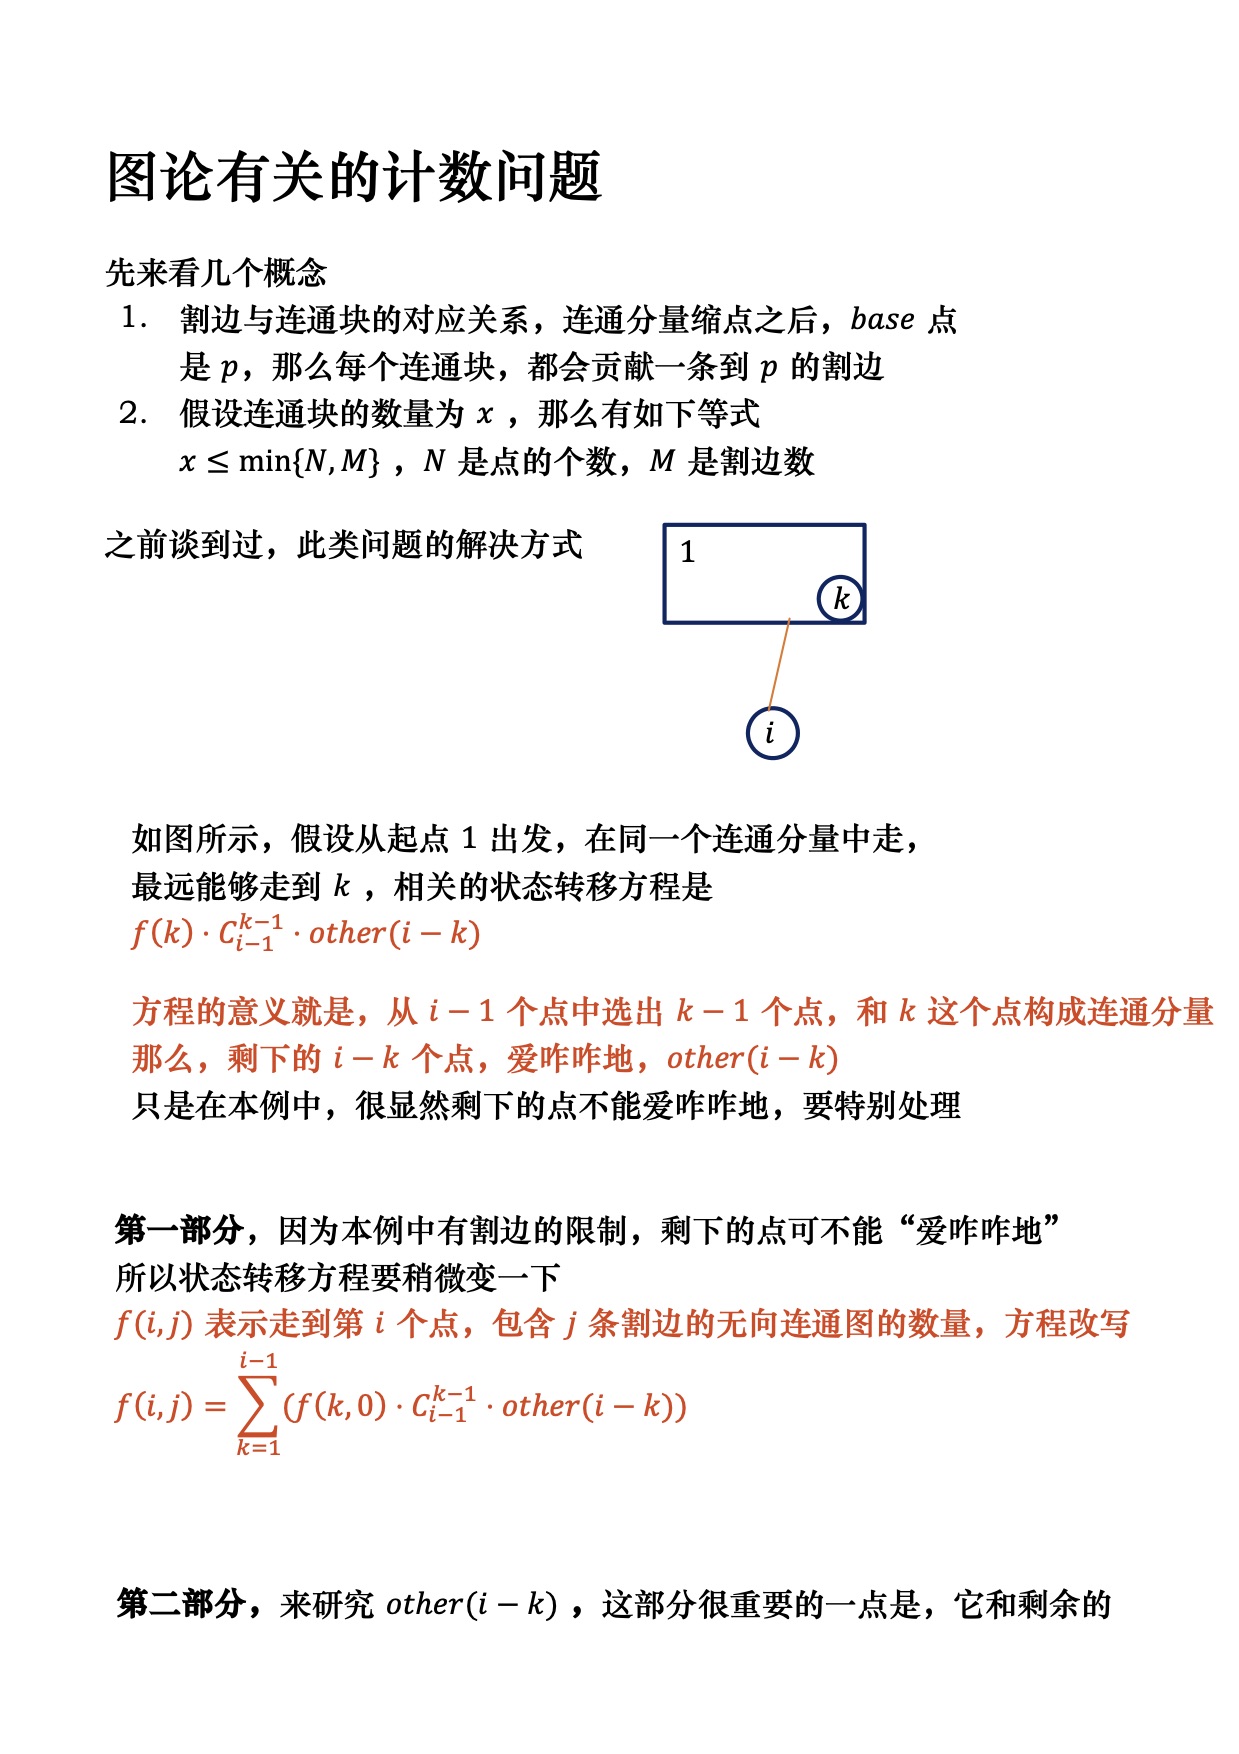 图论有关的计数问题
先来看几个概念
1. 割边与连通块的对应关系，连通分量缩点之后，base 点
是 p，那么每个连通块，都会贡献一条到 p 的割边
2. 假设连通块的数量为 x ，那么有如下等式
x ≤ min{N, M} ，N 是点的个数，M 是割边数
之前谈到过，此类问题的解决方式
1
k
i
如图所示，假设从起点 1 出发，在同一个连通分量中走，
最远能够走到 k ，相关的状态转移方程是
f(k) · C_{i−1}^{k−1} · other(i − k)
方程的意义就是，从 i − 1 个点中选出 k − 1 个点，和 k 这个点构成连通分量
那么，剩下的 i − k 个点，爱咋咋地，other(i − k)
只是在本例中，很显然剩下的点不能爱咋咋地，要特别处理
第一部分，因为本例中有割边的限制，剩下的点可不能“爱咋咋地”
所以状态转移方程要稍微变一下
f(i, j) 表示走到第 i 个点，包含 j 条割边的无向连通图的数量，方程改写
f(i, j) = ∑_{k=1}^{i−1} (f(k, 0) · C_{i−1}^{k−1} · other(i − k))
第二部分，来研究 other(i − k) ，这部分很重要的一点是，它和剩余的